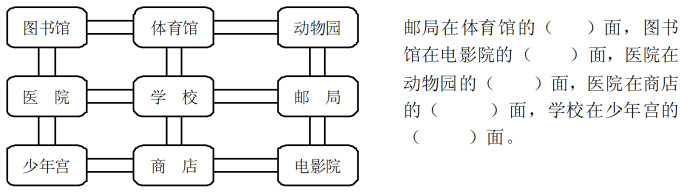 图书馆 体育馆 动物园
医 院 学 校 邮 局
少年宫 商 店 电影院
邮局在体育馆的（ ）面，图书
馆在电影院的（ ）面，医院在
动物园的（ ）面，医院在商店
的（ ）面，学校在少年宫的
（ ）面。